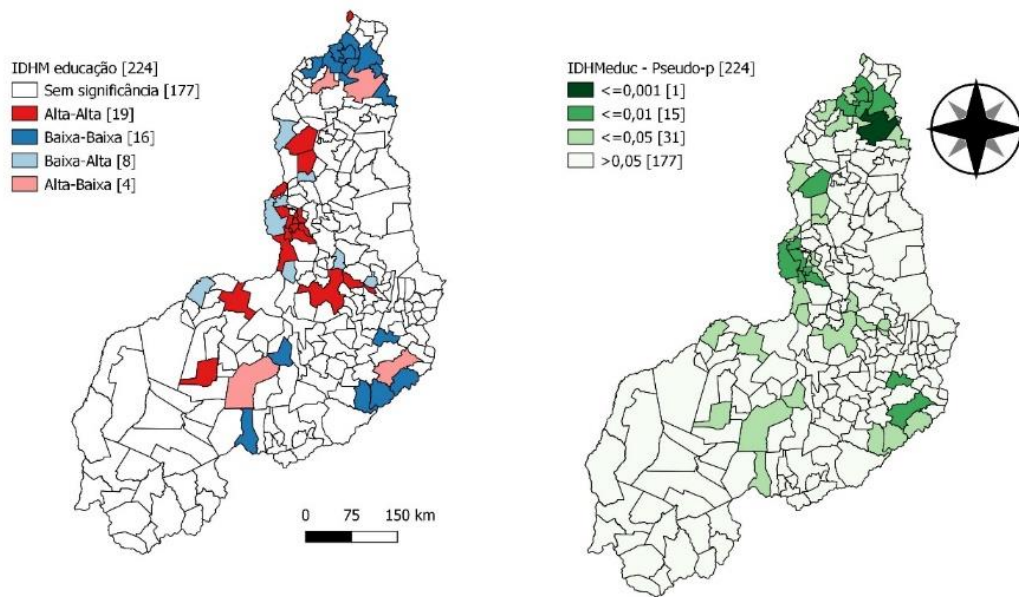 IDHM educação [224]
Sem significância [177]
Alta-Alta [19]
Baixa-Baixa [16]
Baixa-Alta [8]
Alta-Baixa [4]
0 75 150 km
IDHMeduc - Pseudo-p [224]
<=0,001 [1]
<=0,01 [15]
<=0,05 [31]
>0,05 [177]